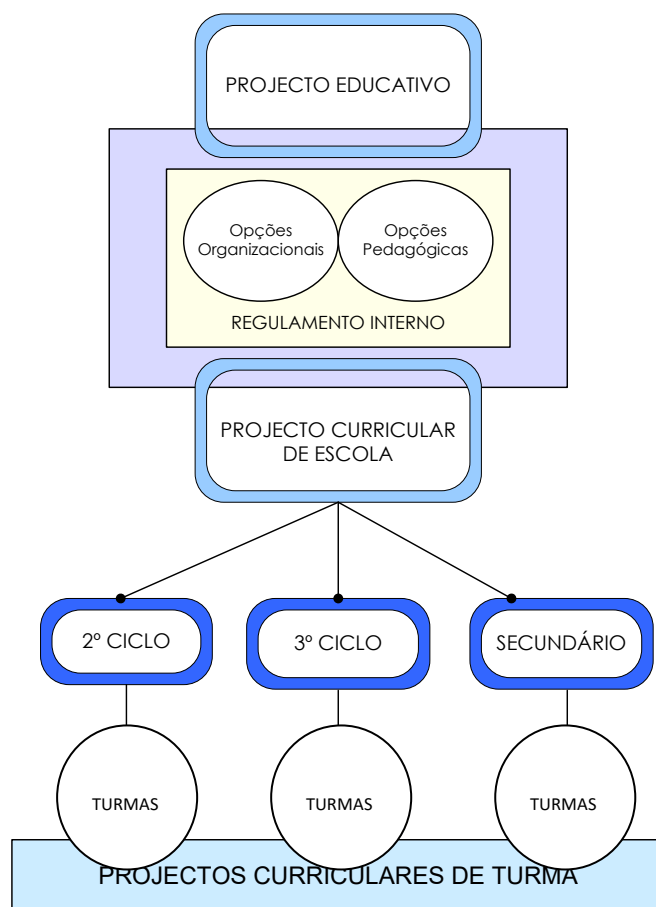 PROJECTO EDUCATIVO
Opções
Organizacionais
Opções
Pedagógicas
REGULAMENTO INTERNO
PROJECTO CURRICULAR
DE ESCOLA
2º CICLO
3º CICLO
SECUNDÁRIO
TURMAS
TURMAS
TURMAS
PROJECTOS CURRICULARES DE TURMA